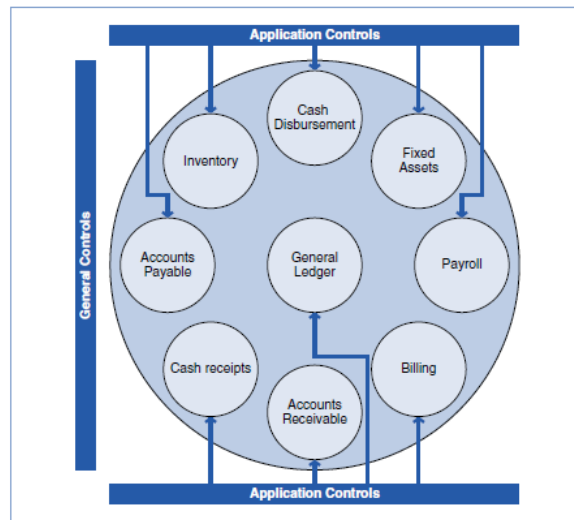 Application Controls
General Controls
Cash
Disbursement
Inventory
Fixed
Assets
Accounts
Payable
General
Ledger
Payroll
Cash receipts
Billing
Accounts
Receivable
Application Controls